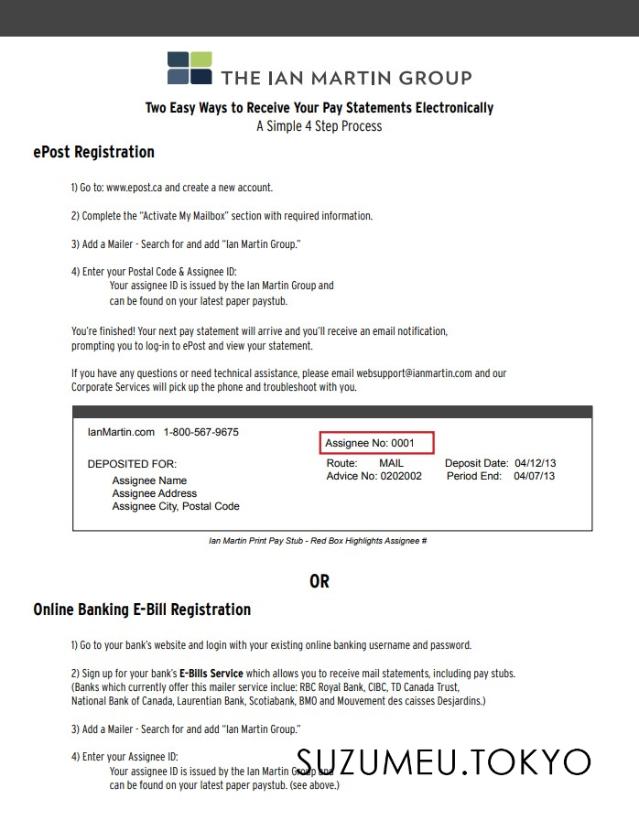 THE IAN MARTIN GROUP
Two Easy Ways to Receive Your Pay Statements Electronically
A Simple 4 Step Process
ePost Registration
1) Go to: www.epost.ca and create a new account.
2) Complete the “Activate My Mailbox” section with required information.
3) Add a Mailer - Search for and add “Ian Martin Group.”
4) Enter your Postal Code & Assignee ID:
Your assignee ID is issued by the Ian Martin Group and
can be found on your latest paper paystub.
You’re finished! Your next pay statement will arrive and you’ll receive an email notification,
prompting you to log-in to ePost and view your statement.
If you have any questions or need technical assistance, please email websupport@ianmartin.com and our
Corporate Services will pick up the phone and troubleshoot with you.
IanMartin.com 1-800-567-9675
Assignee No: 0001
DEPOSITED FOR:
Assignee Name
Assignee Address
Assignee City, Postal Code
Route: MAIL Deposit Date: 04/12/13
Advice No: 0202002 Period End: 04/07/13
Ian Martin Print Pay Stub - Red Box Highlights Assignee #
OR
Online Banking E-Bill Registration
1) Go to your bank’s website and login with your existing online banking username and password.
2) Sign up for your bank’s E-Bills Service which allows you to receive mail statements, including pay stubs.
(Banks which currently offer this mailer service inclue: RBC Royal Bank, CIBC, TD Canada Trust,
National Bank of Canada, Laurentian Bank, Scotiabank, BMO and Mouvement des caisses Desjardins.)
3) Add a Mailer - Search for and add “Ian Martin Group.”
4) Enter your Assignee ID:
Your assignee ID is issued by the Ian Martin Group and
can be found on your latest paper paystub. (see above.)
SUZUMEU.TOKYO